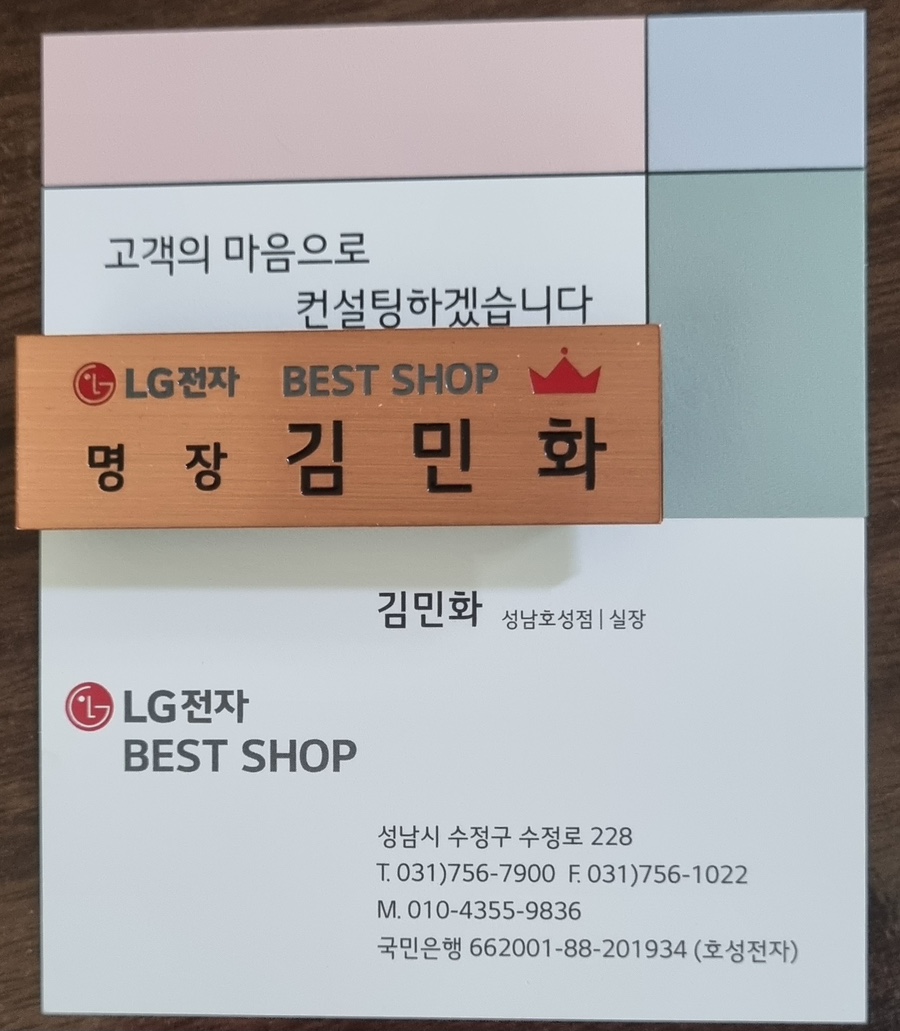 고객의 마음으로
컨설팅하겠습니다
LG전자 BEST SHOP
명 장 김 민 화
김민화 성남호성점 | 실장
LG전자
BEST SHOP
성남시 수정구 수정로 228
T. 031)756-7900 F. 031)756-1022
M. 010-4355-9836
국민은행 662001-88-201934 (호성전자)